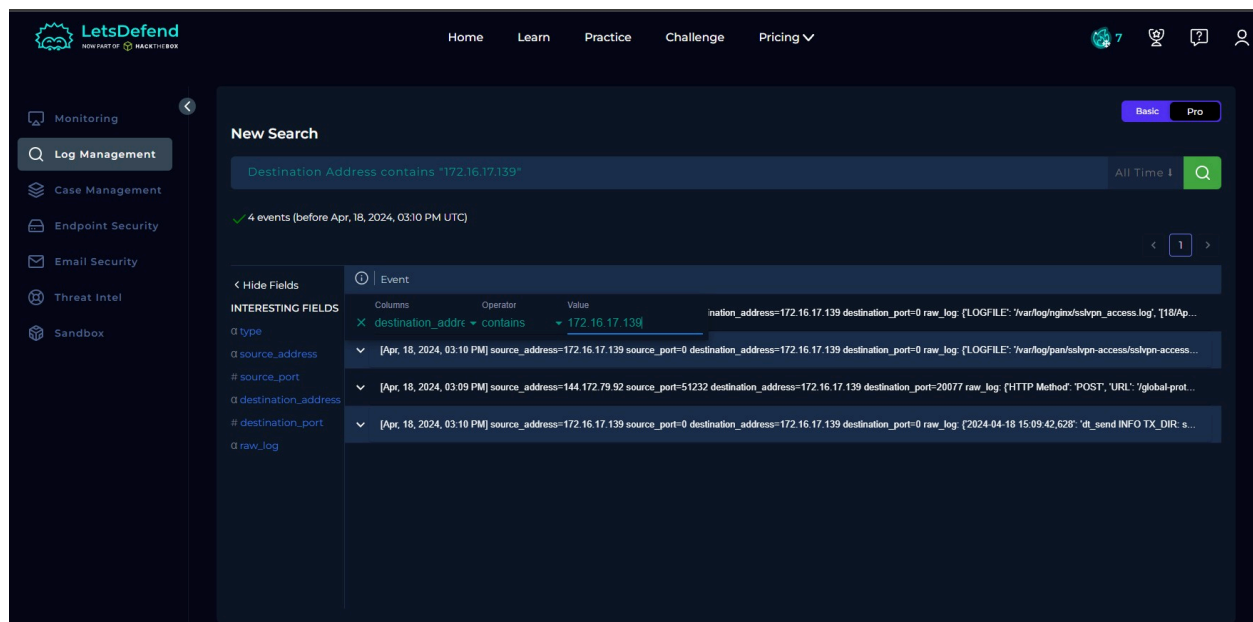 LetsDefend
NOW PART OF HACKTHEBOX
Home Learn Practice Challenge Pricing
7
Monitoring
Log Management
Case Management
Endpoint Security
Email Security
Threat Intel
Sandbox
Basic Pro
New Search
Destination Address contains "172.16.17.139"
All Time
4 events (before Apr, 18, 2024, 03:10 PM UTC)
< 1 >
< Hide Fields
INTERESTING FIELDS
α type
α source_address
# source_port
α destination_address
# destination_port
α raw_log
Event
Columns Operator Value
destination_addre contains 172.16.17.139
ination_address=172.16.17.139 destination_port=0 raw_log: {'LOGFILE': '/var/log/nginx/sslvpn_access.log', '[18/Ap...
[Apr, 18, 2024, 03:10 PM] source_address=172.16.17.139 source_port=0 destination_address=172.16.17.139 destination_port=0 raw_log: {'LOGFILE': '/var/log/pan/sslvpn-access/sslvpn-access...
[Apr, 18, 2024, 03:09 PM] source_address=144.172.79.92 source_port=51232 destination_address=172.16.17.139 destination_port=20077 raw_log: {'HTTP Method': 'POST', 'URL': '/global-prot...
[Apr, 18, 2024, 03:10 PM] source_address=172.16.17.139 source_port=0 destination_address=172.16.17.139 destination_port=0 raw_log: {'2024-04-18 15:09:42,628': 'dt_send INFO TX_DIR: s...